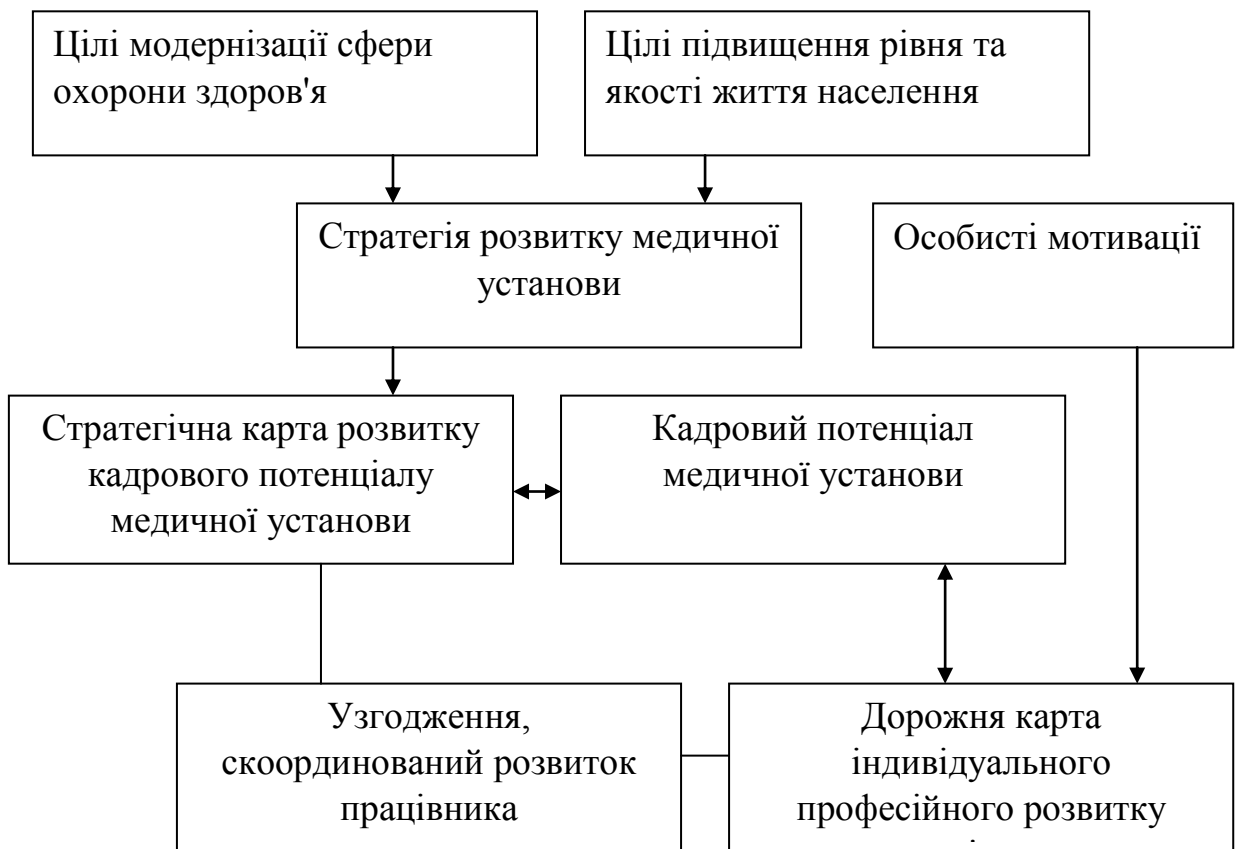 Цілі модернізації сфери
охорони здоров'я
Цілі підвищення рівня та
якості життя населення
Стратегія розвитку медичної
установи
Особисті мотивації
Стратегічна карта розвитку
кадрового потенціалу
медичної установи
Кадровий потенціал
медичної установи
Узгодження,
скоординований розвиток
працівника
Дорожня карта
індивідуального
професійного розвитку